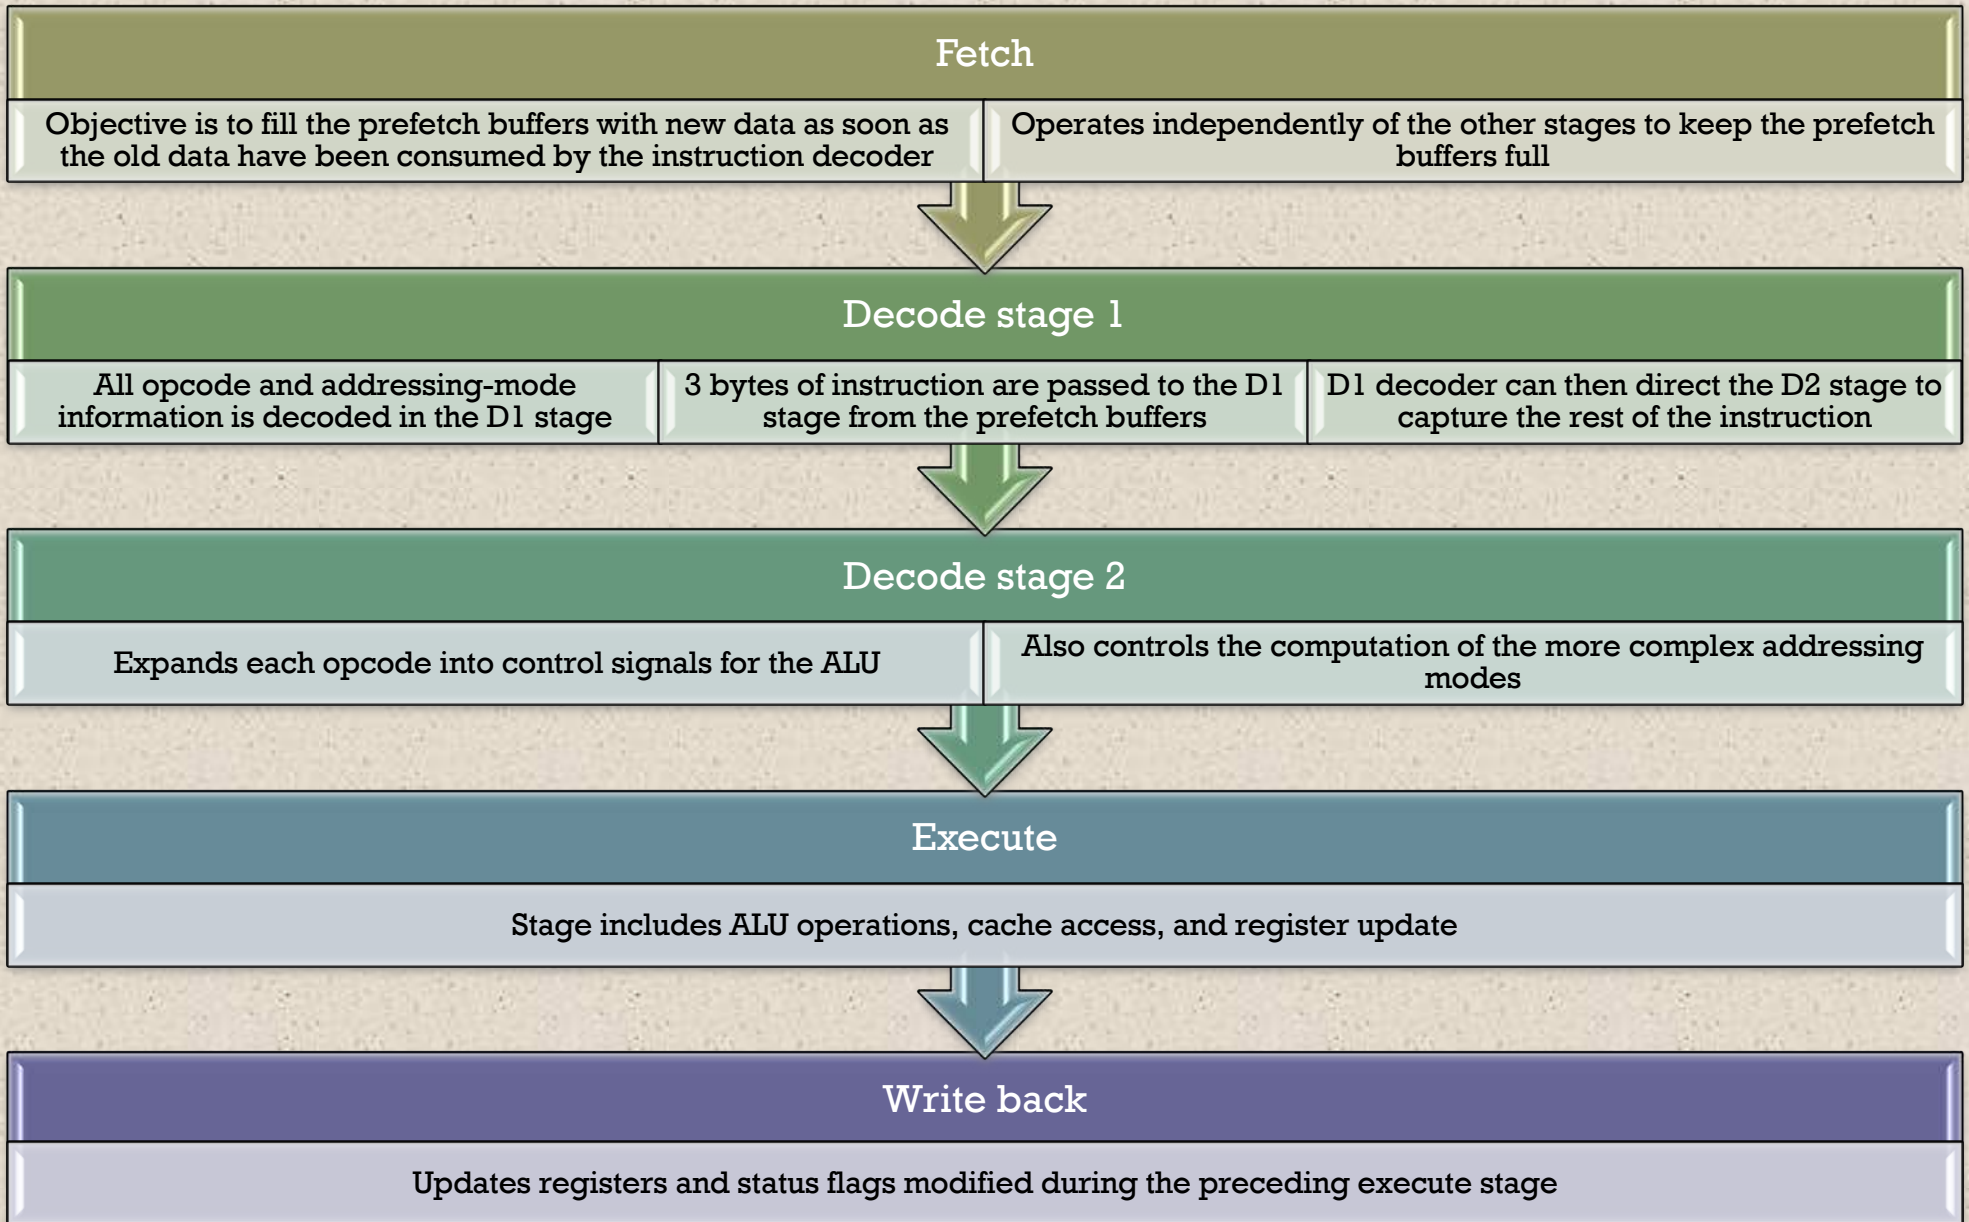 Fetch
Objective is to fill the prefetch buffers with new data as soon as
the old data have been consumed by the instruction decoder
Operates independently of the other stages to keep the prefetch
buffers full
Decode stage 1
All opcode and addressing-mode
information is decoded in the D1 stage
3 bytes of instruction are passed to the D1
stage from the prefetch buffers
D1 decoder can then direct the D2 stage to
capture the rest of the instruction
Decode stage 2
Expands each opcode into control signals for the ALU
Also controls the computation of the more complex addressing
modes
Execute
Stage includes ALU operations, cache access, and register update
Write back
Updates registers and status flags modified during the preceding execute stage